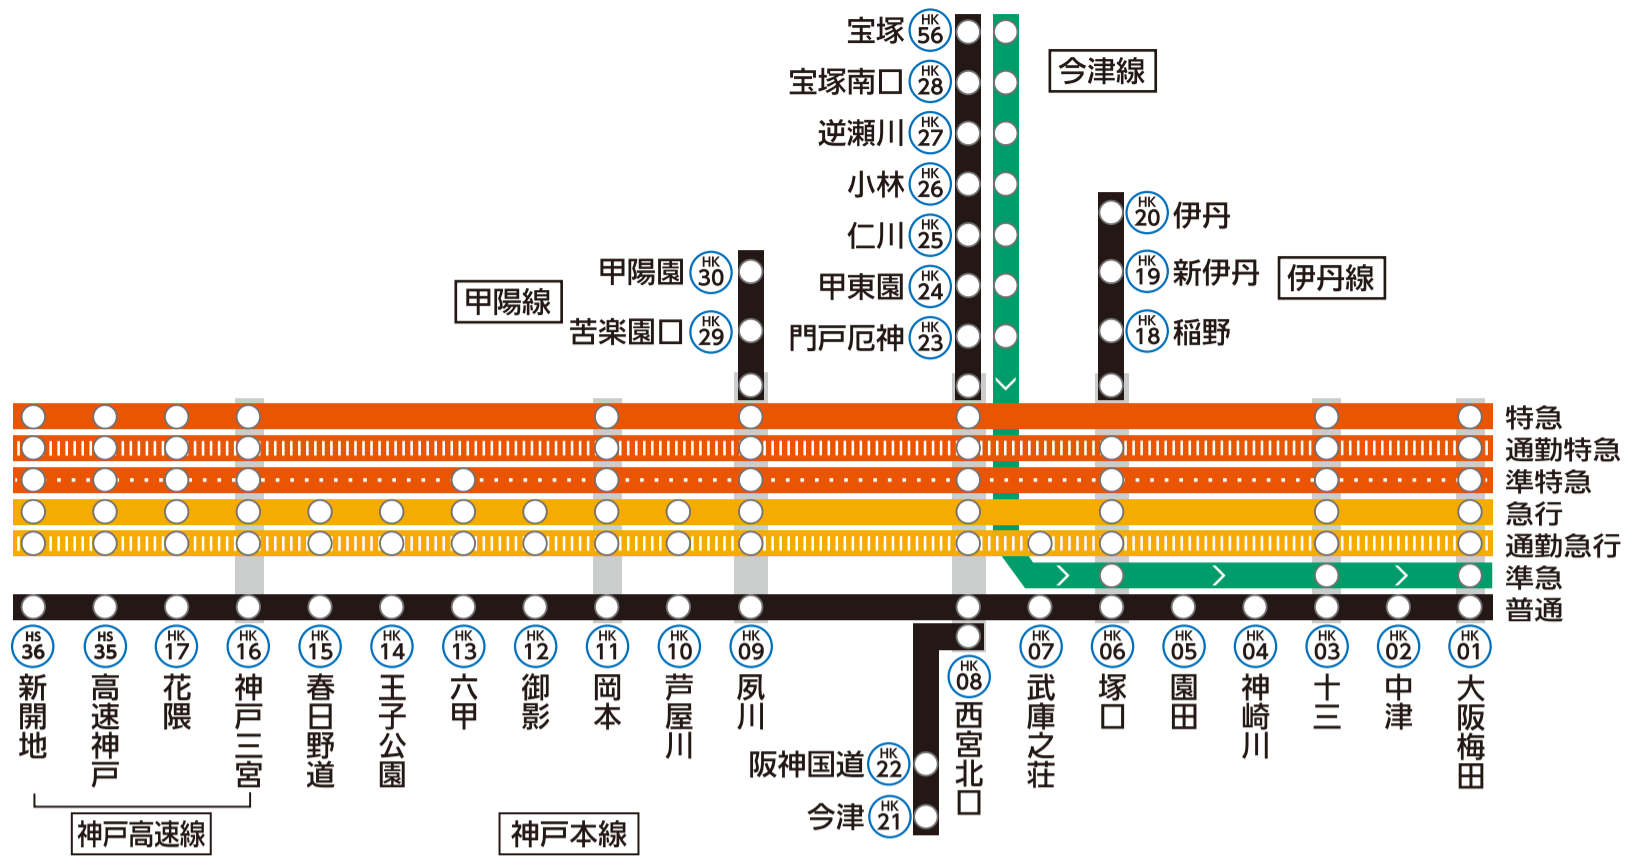 宝塚 HK 56
宝塚南口 HK 28
逆瀬川 HK 27
小林 HK 26
仁川 HK 25
甲東園 HK 24
門戸厄神 HK 23
今津線
HK 20 伊丹
HK 19 新伊丹
HK 18 稲野
伊丹線
甲陽園 HK 30
苦楽園口 HK 29
甲陽線
特急
通勤特急
準特急
急行
通勤急行
準急
普通
HS 36 新開地
HS 35 高速神戸
HK 17 花隈
HK 16 神戸三宮
HK 15 春日野道
HK 14 王子公園
HK 13 六甲
HK 12 御影
HK 11 岡本
HK 10 芦屋川
HK 09 夙川
HK 08 西宮北口
HK 07 武庫之荘
HK 06 塚口
HK 05 園田
HK 04 神崎川
HK 03 十三
HK 02 中津
HK 01 大阪梅田
阪神国道 HK 22
今津 HK 21
神戸高速線
神戸本線